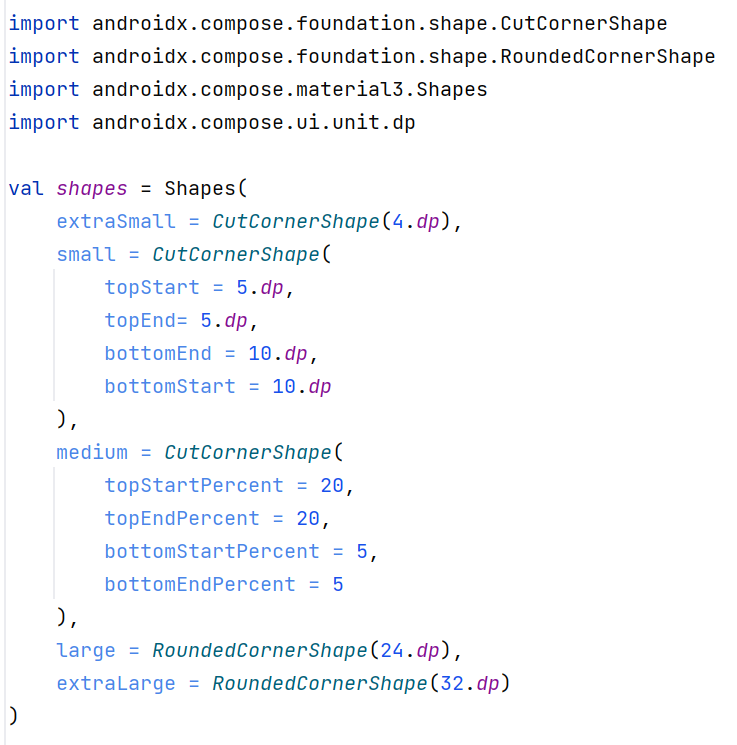 import androidx.compose.foundation.shape.CutCornerShape
import androidx.compose.foundation.shape.RoundedCornerShape
import androidx.compose.material3.Shapes
import androidx.compose.ui.unit.dp

val shapes = Shapes(
    extraSmall = CutCornerShape(4.dp),
    small = CutCornerShape(
        topStart = 5.dp,
        topEnd= 5.dp,
        bottomEnd = 10.dp,
        bottomStart = 10.dp
    ),
    medium = CutCornerShape(
        topStartPercent = 20,
        topEndPercent = 20,
        bottomStartPercent = 5,
        bottomEndPercent = 5
    ),
    large = RoundedCornerShape(24.dp),
    extraLarge = RoundedCornerShape(32.dp)
)